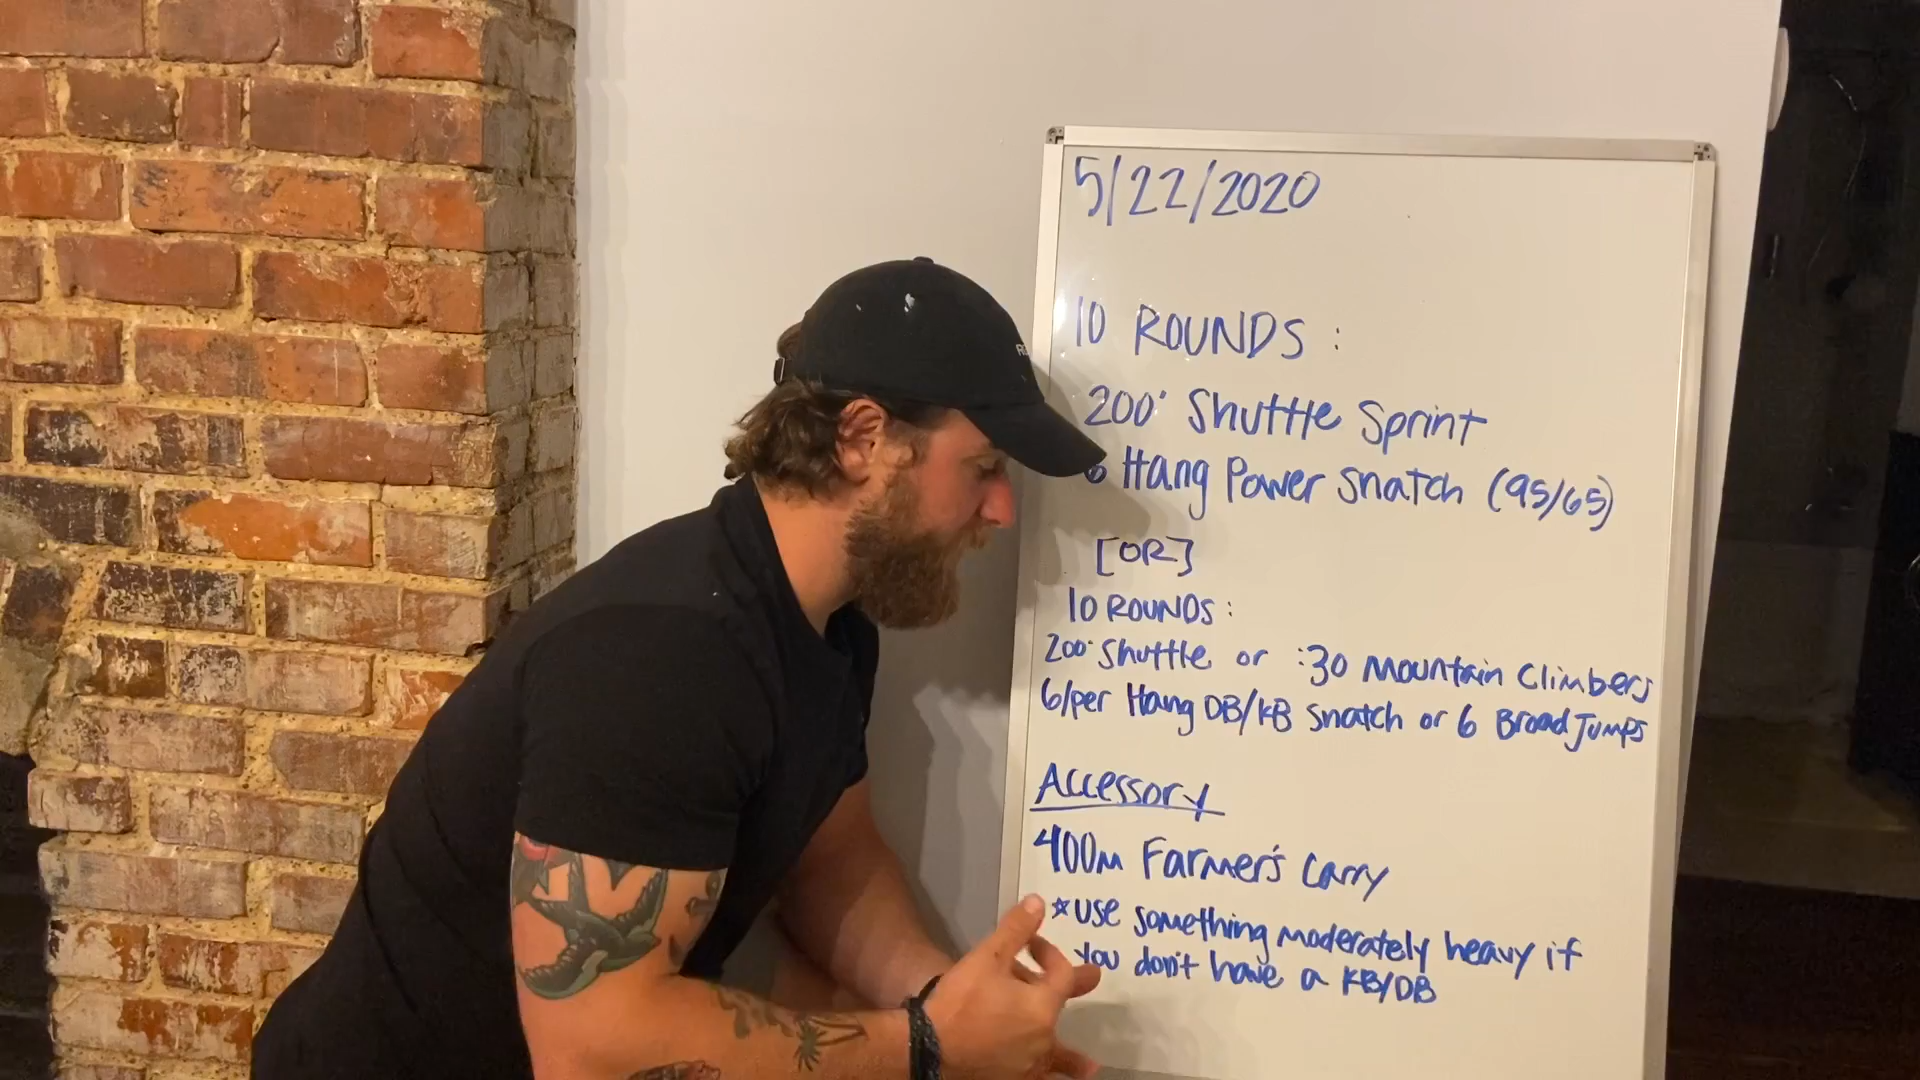 5/22/2020
10 ROUNDS:
200' Shuttle Sprint
6 Hang Power Snatch (95/65)
[OR]
10 ROUNDS:
200' Shuttle or :30 Mountain Climbers
6/per Hang DB/KB Snatch or 6 Broad Jumps
Accessory
400m Farmer's Carry
*use something moderately heavy if
you don't have a KB/DB